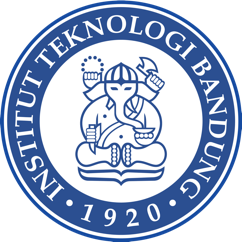 INSTITUT TEKNOLOGI BANDUNG
• 1920 •